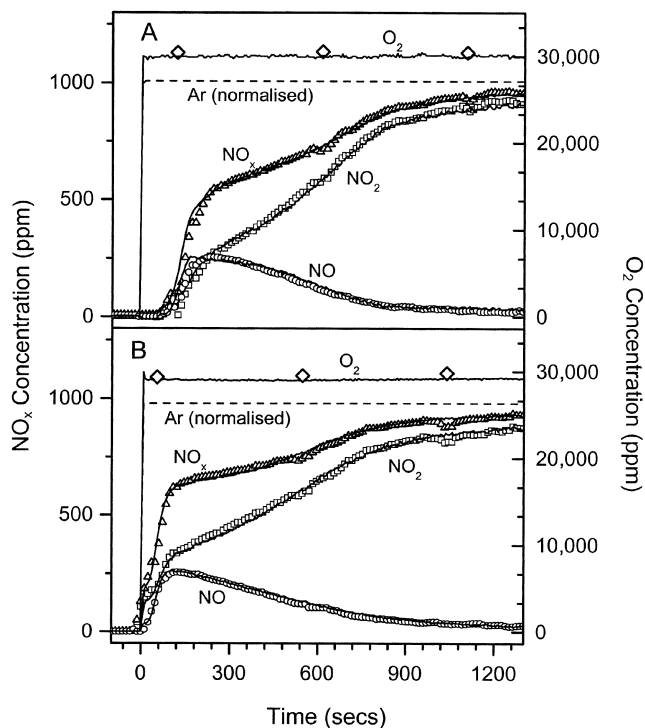 A
O₂
30,000
1000
Ar (normalised)
NOₓ
20,000
NO₂
500
10,000
NO
0
0
B
O₂
30,000
1000
Ar (normalised)
NOₓ
20,000
NO₂
500
10,000
NO
0
0
0 300 600 900 1200
Time (secs)
NOₓ Concentration (ppm)
O₂ Concentration (ppm)